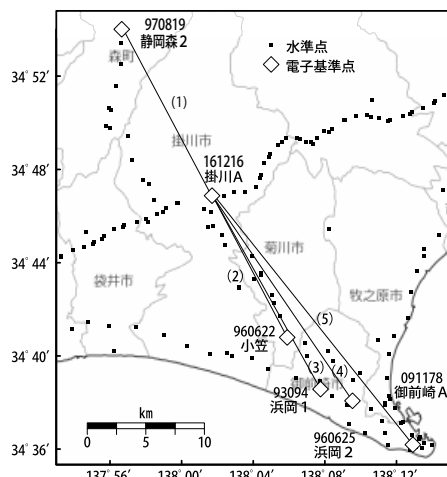 970819
静岡森2
水準点
電子基準点
34˚ 52′
森町
(1)
掛川市
161216
掛川A
34˚ 48′
34˚ 44′
菊川市
(2)
袋井市
牧之原市
960622
小笠
(5)
34˚ 40′
(3)
(4)
93094
浜岡1
御前崎市
091178
御前崎A
km
0 5 10
960625
浜岡2
34˚ 36′
137˚ 56′ 138˚ 00′ 138˚ 04′ 138˚ 08′ 138˚ 12′